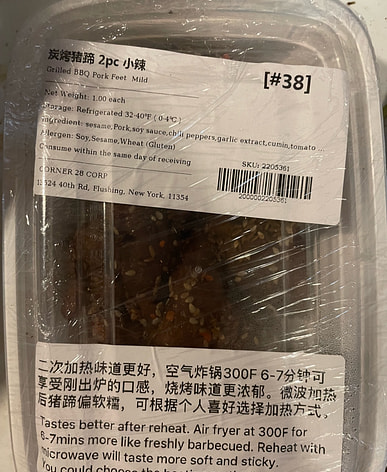 炭烤猪蹄 2pc 小辣
Grilled BBQ Pork Feet Mild
[#38]
Net Weight: 1.00 each
Storage: Refrigerated 32-40°F ( 0-4°C )
Ingredient: sesame,Pork,soy sauce,chili peppers,garlic extract,cumin,tomato ...
Allergen: Soy,Sesame,Wheat (Gluten)
Consume within the same day of receiving
SKU: 2205361
CORNER 28 CORP
13524 40th Rd, Flushing, New York, 11354
2000002205361
二次加热味道更好，空气炸锅300F 6-7分钟可
享受刚出炉的口感，烧烤味道更浓郁。微波加热
后猪蹄偏软糯，可根据个人喜好选择加热方式。
Tastes better after reheat. Air fryer at 300F for
6-7mins more like freshly barbecued. Reheat with
microwave will taste more soft and sticky.
You could choose the